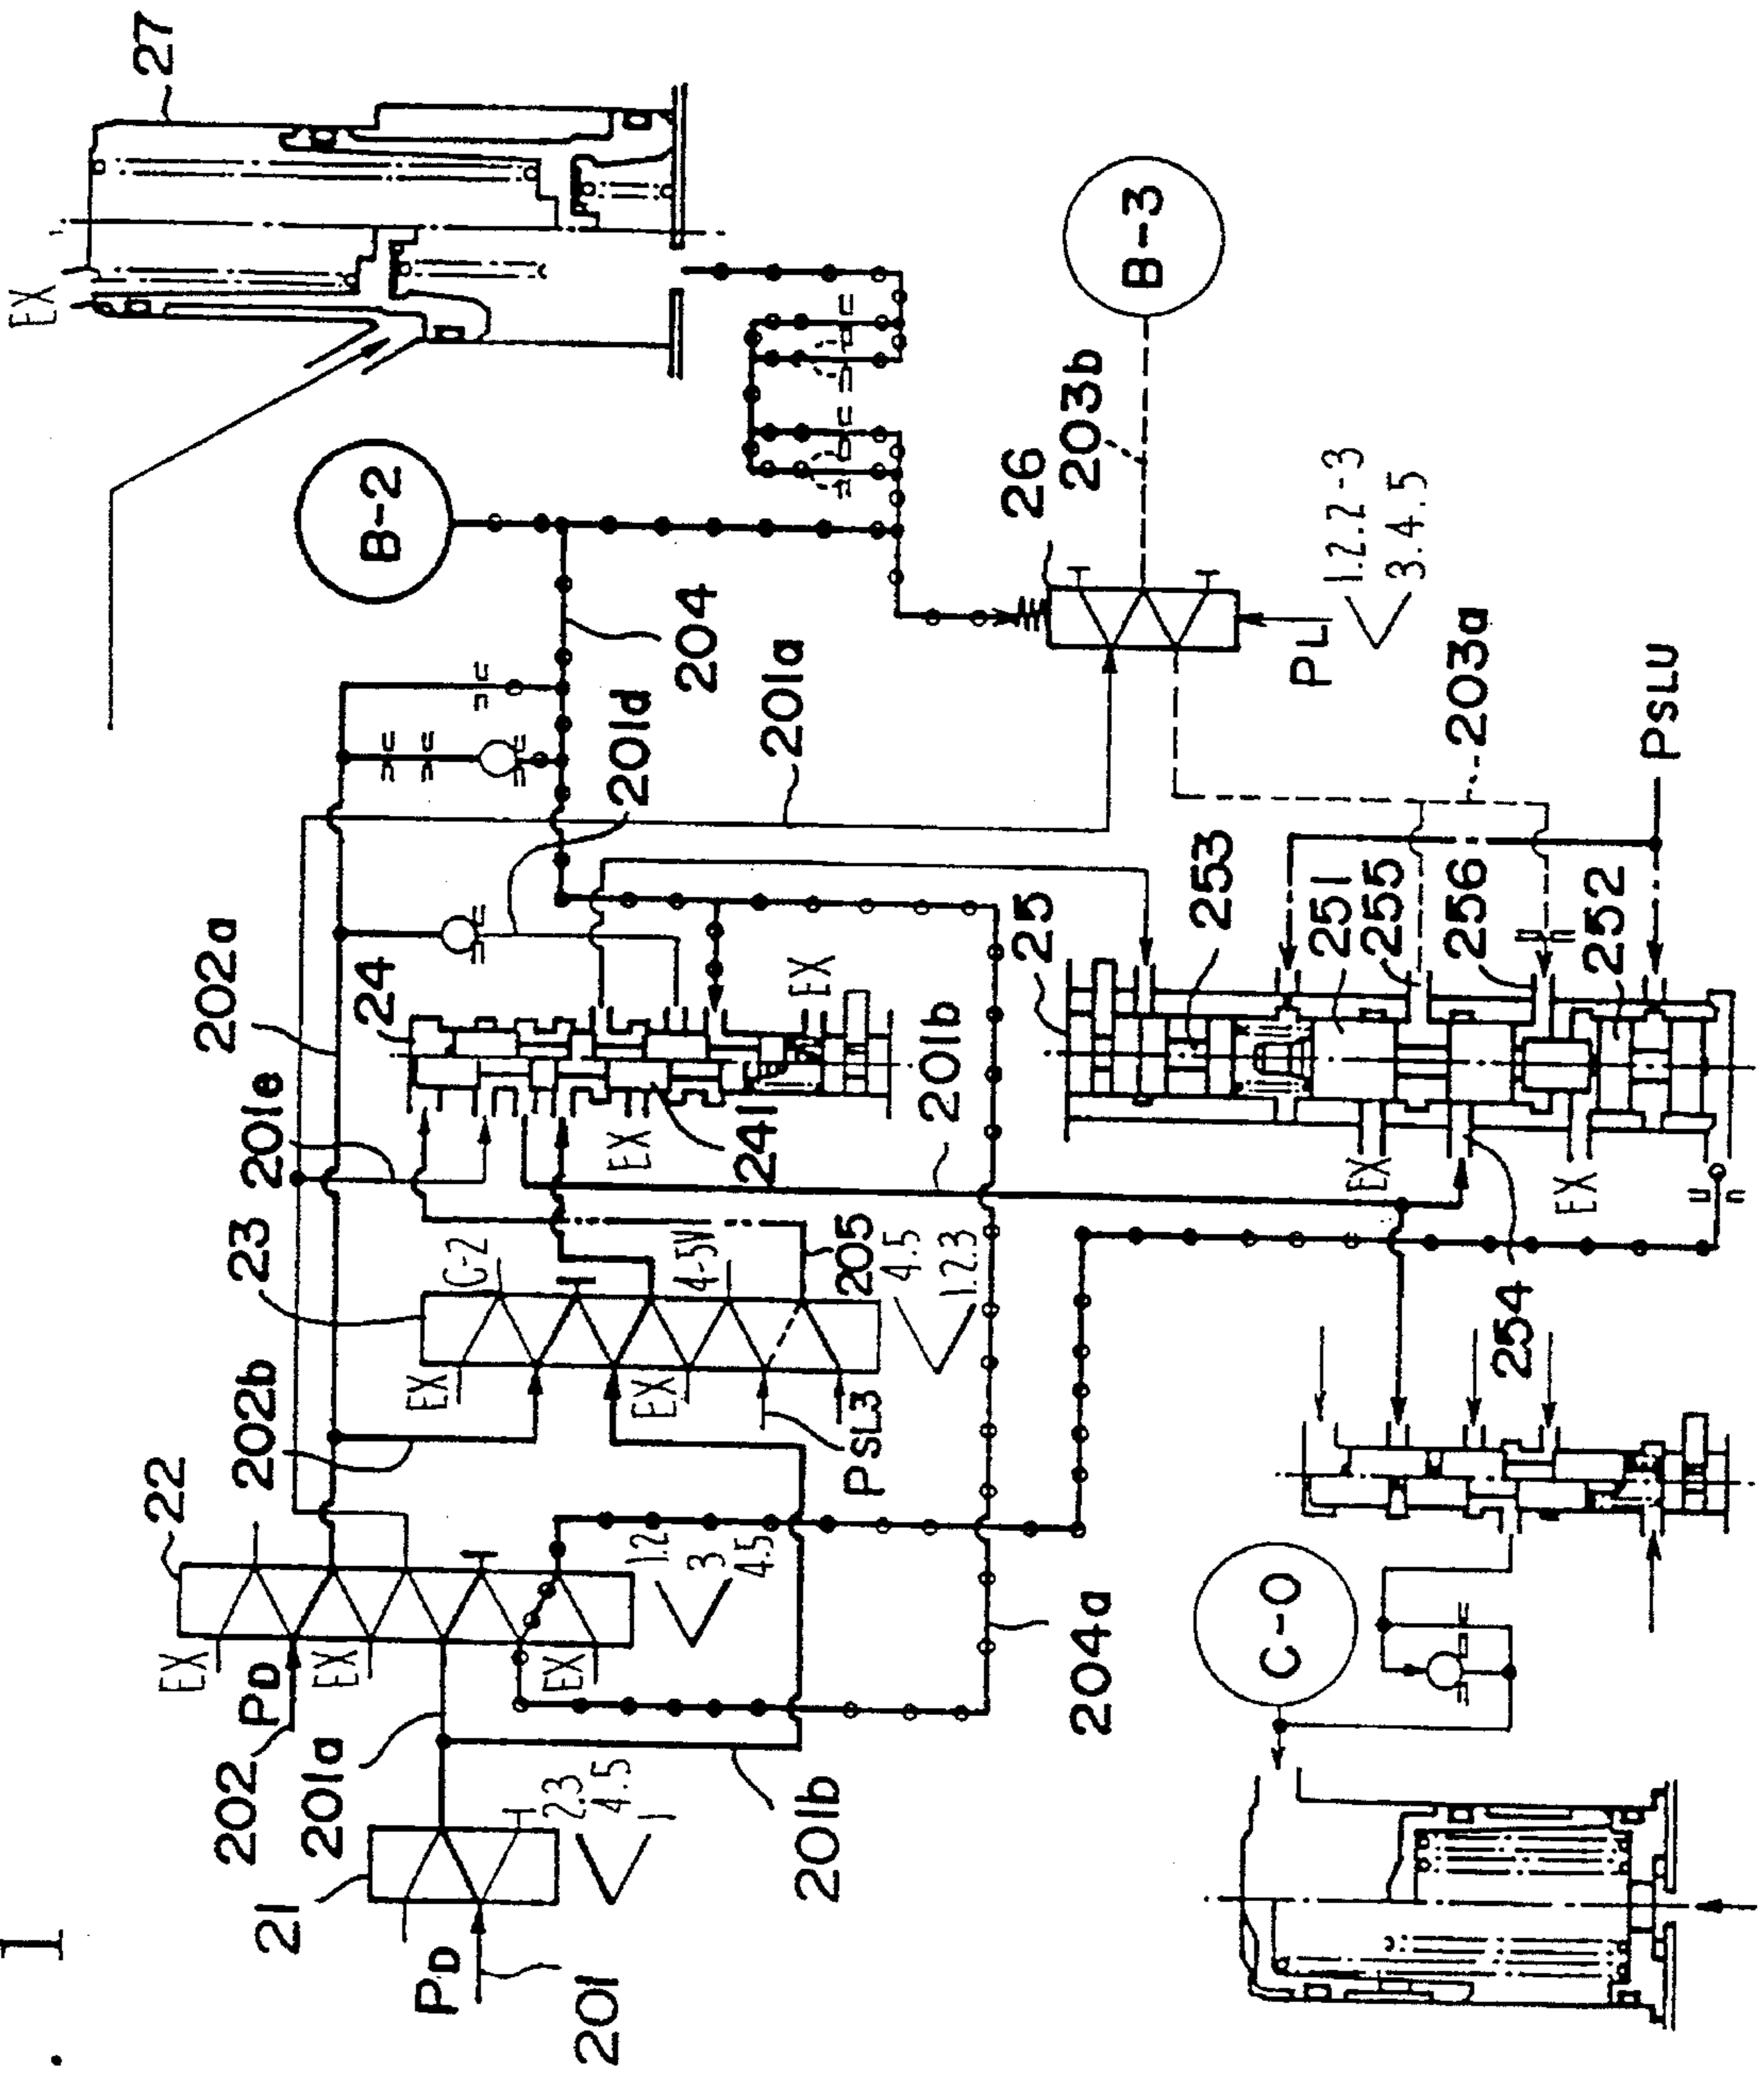 . 1
EX
27
B-2
B-3
26
203b
204
201a
201d
PL
1.2.2-3
3.4.5
203a
PSLU
202a
24
EX
25
253
251
255
256
252
201e
241
EX
201b
EX
EX
254
23
C-2
4-5V
205
4.5
1.2.3
202b
EX
EX
PSL3
22
1.2
3
4.5
204a
EX
PD
EX
EX
202
201a
201b
C-0
21
2.3
4.5
1
PD
201